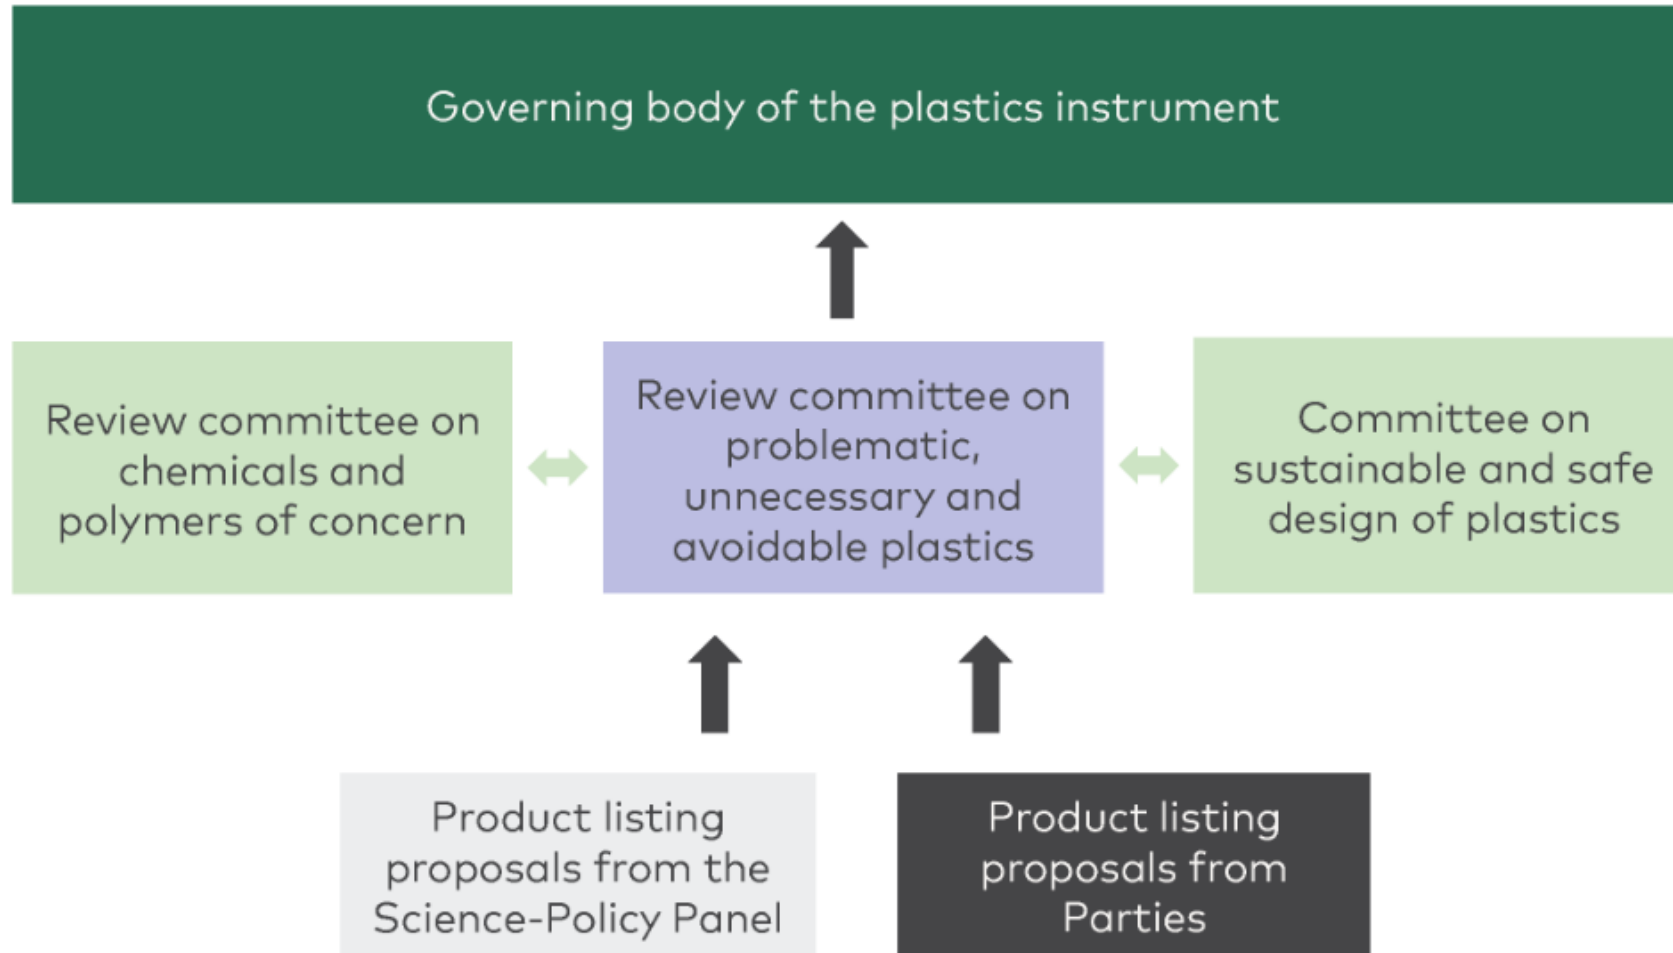 Governing body of the plastics instrument
Review committee on
chemicals and
polymers of concern
Review committee on
problematic,
unnecessary and
avoidable plastics
Committee on
sustainable and safe
design of plastics
Product listing
proposals from the
Science-Policy Panel
Product listing
proposals from
Parties